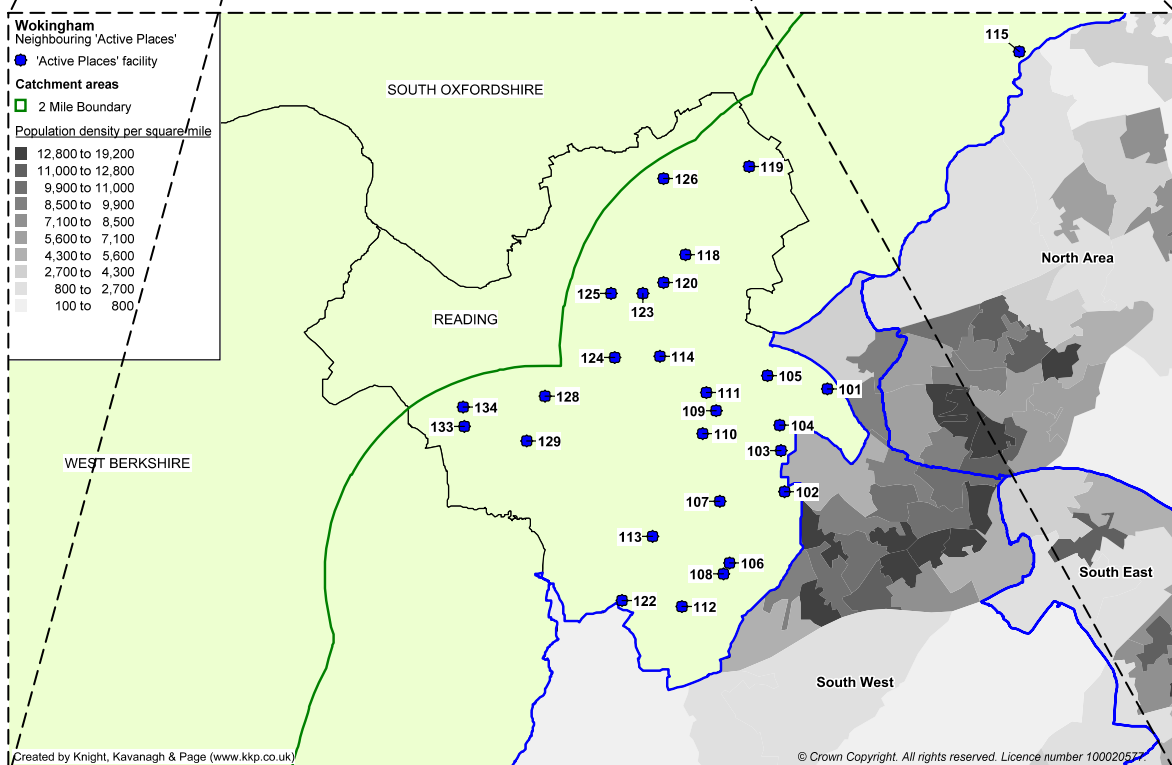 Wokingham
Neighbouring 'Active Places'
'Active Places' facility
Catchment areas
2 Mile Boundary
Population density per square mile
12,800 to 19,200
11,000 to 12,800
9,900 to 11,000
8,500 to 9,900
7,100 to 8,500
5,600 to 7,100
4,300 to 5,600
2,700 to 4,300
800 to 2,700
100 to 800
115
SOUTH OXFORDSHIRE
119
126
118
120
125
123
READING
North Area
124
114
105
101
128
111
134
109
133
104
110
129
103
WEST BERKSHIRE
102
107
113
106
108
South East
122
112
South West
Created by Knight, Kavanagh & Page (www.kkp.co.uk)
© Crown Copyright. All rights reserved. Licence number 100020577.